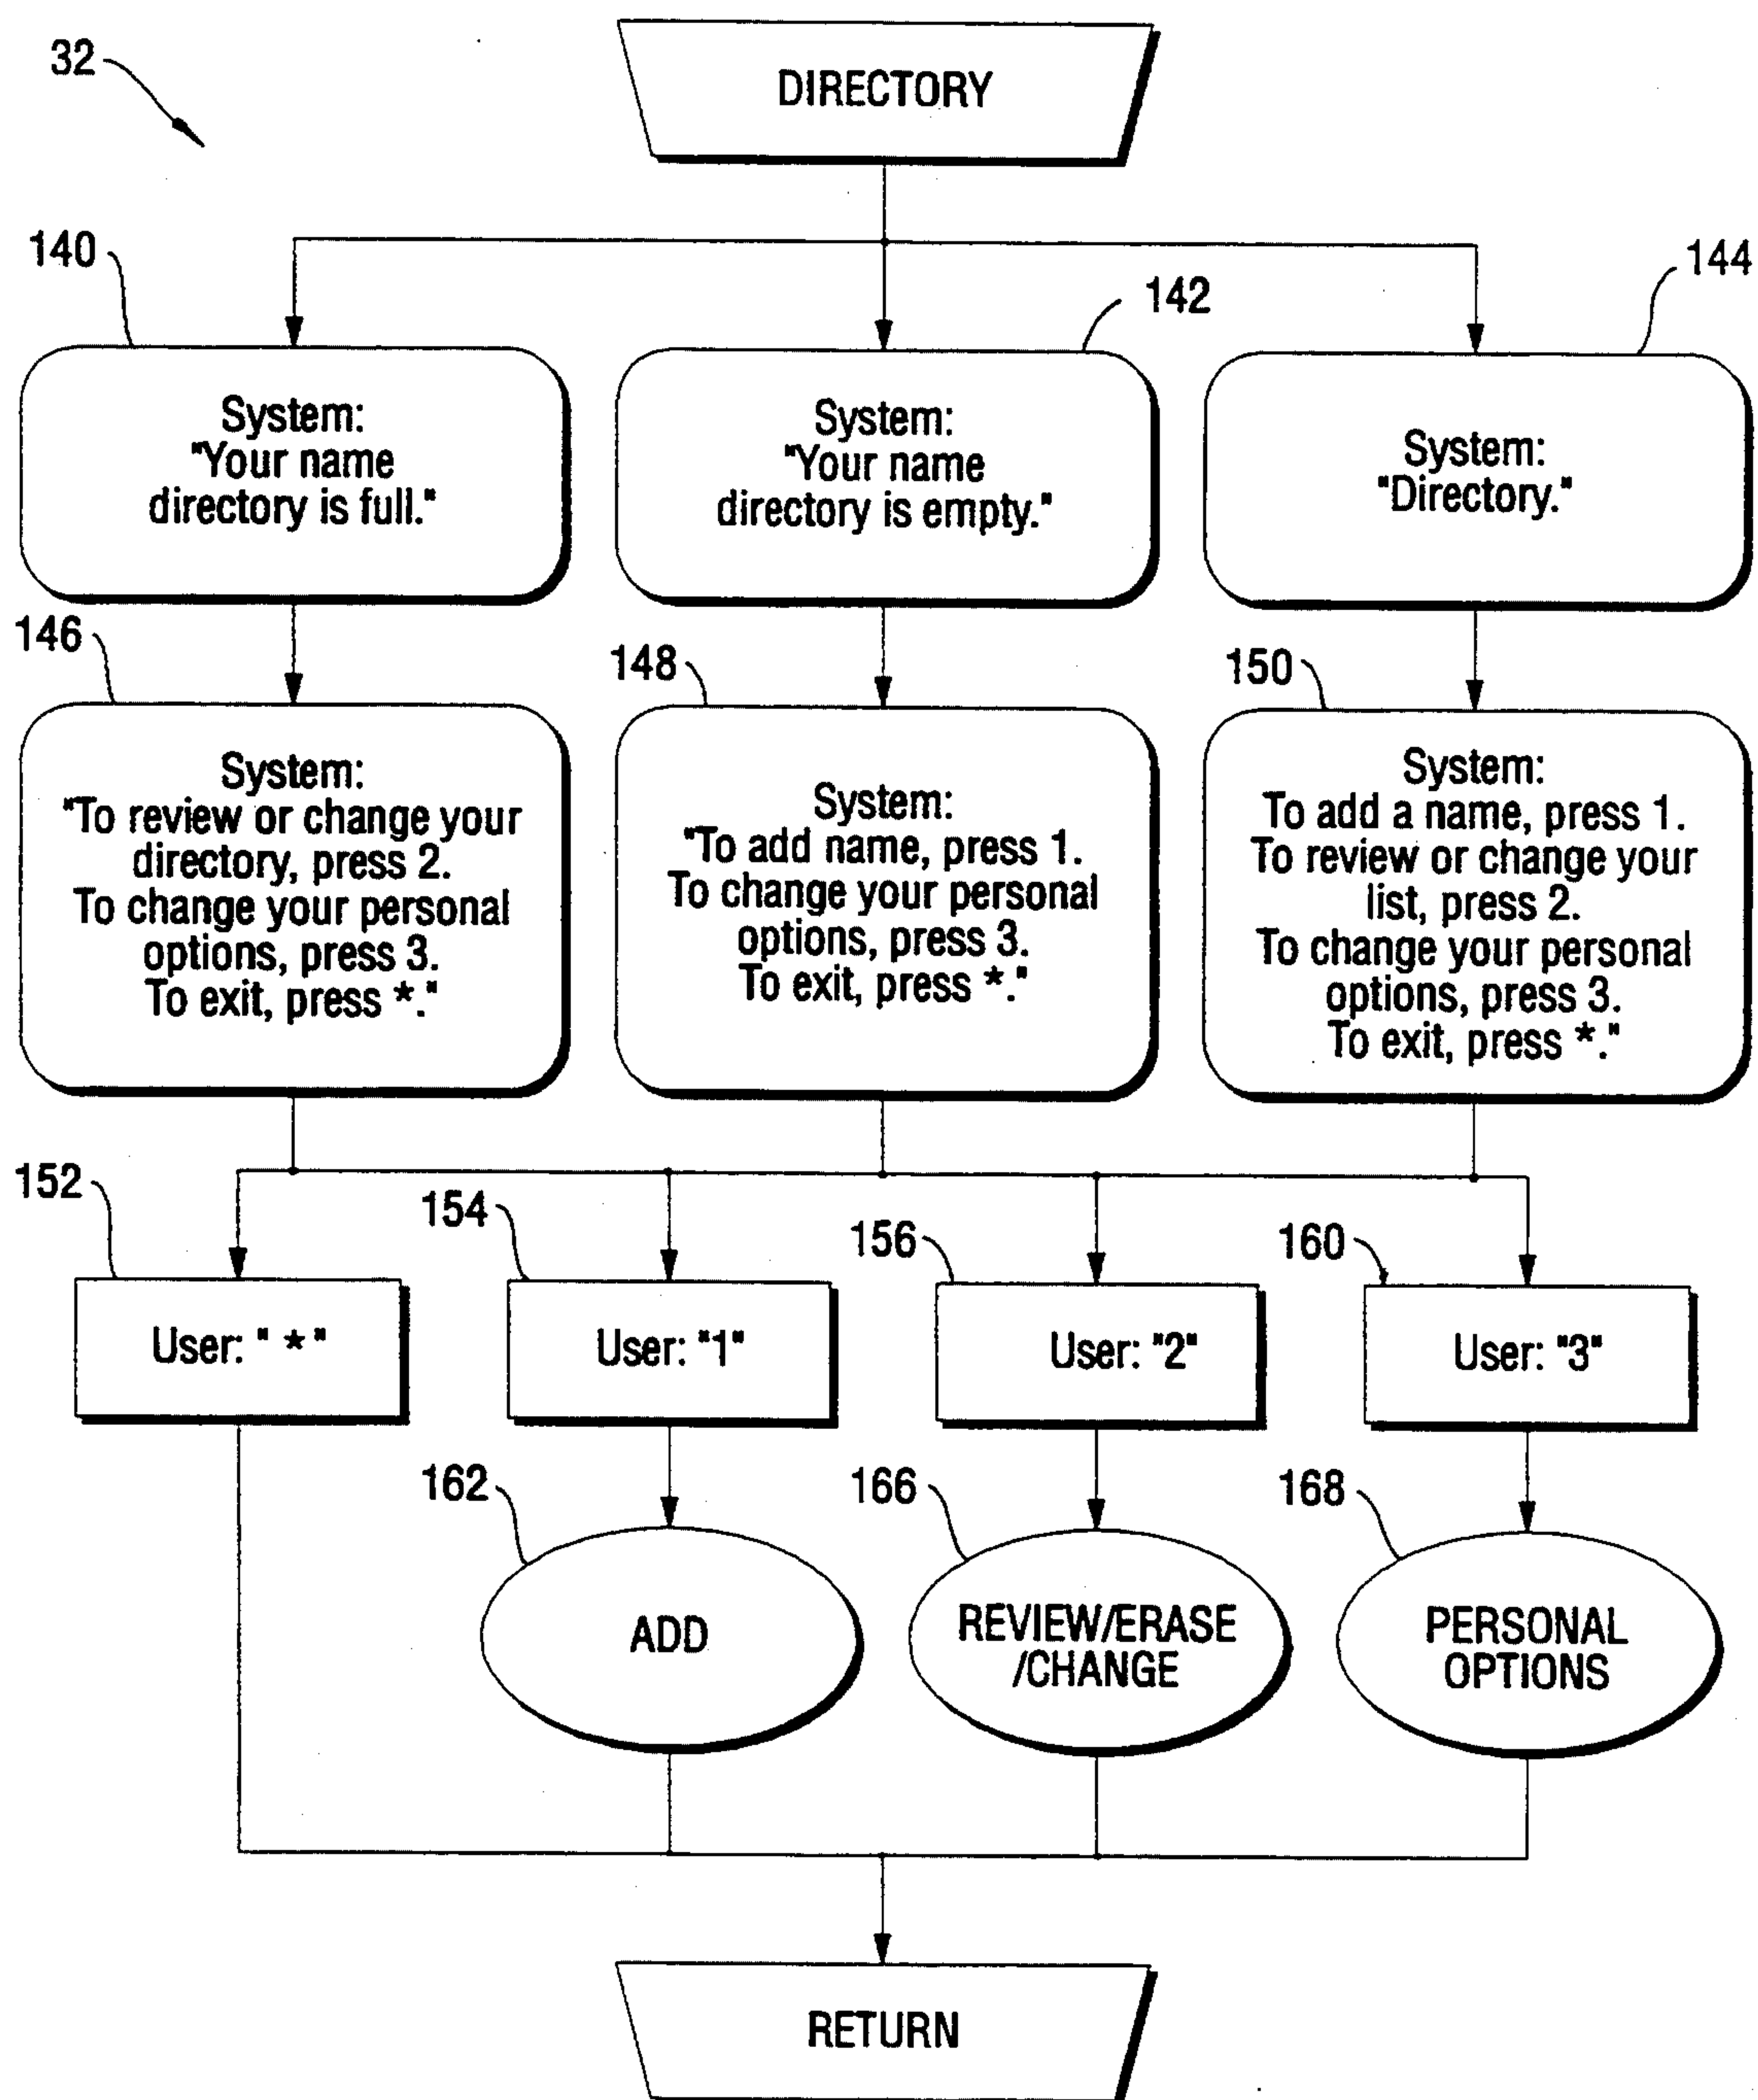 32
DIRECTORY
140
142
144
System:
"Your name
directory is full."
System:
"Your name
directory is empty."
System:
"Directory."
146
148
150
System:
"To review or change your
directory, press 2.
To change your personal
options, press 3.
To exit, press *."
System:
"To add name, press 1.
To change your personal
options, press 3.
To exit, press *."
System:
To add a name, press 1.
To review or change your
list, press 2.
To change your personal
options, press 3.
To exit, press *."
152
154
156
160
User: " * "
User: "1"
User: "2"
User: "3"
162
166
168
ADD
REVIEW/ERASE
/CHANGE
PERSONAL
OPTIONS
RETURN